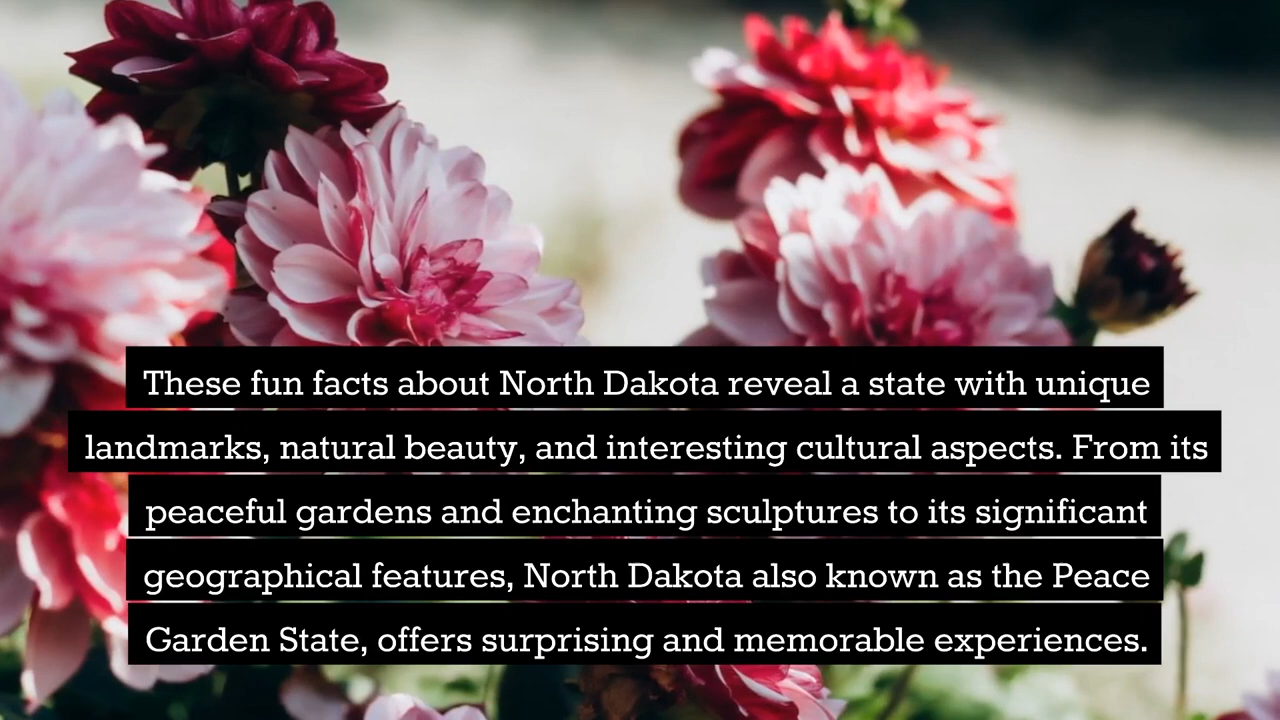 These fun facts about North Dakota reveal a state with unique
landmarks, natural beauty, and interesting cultural aspects. From its
peaceful gardens and enchanting sculptures to its significant
geographical features, North Dakota also known as the Peace
Garden State, offers surprising and memorable experiences.